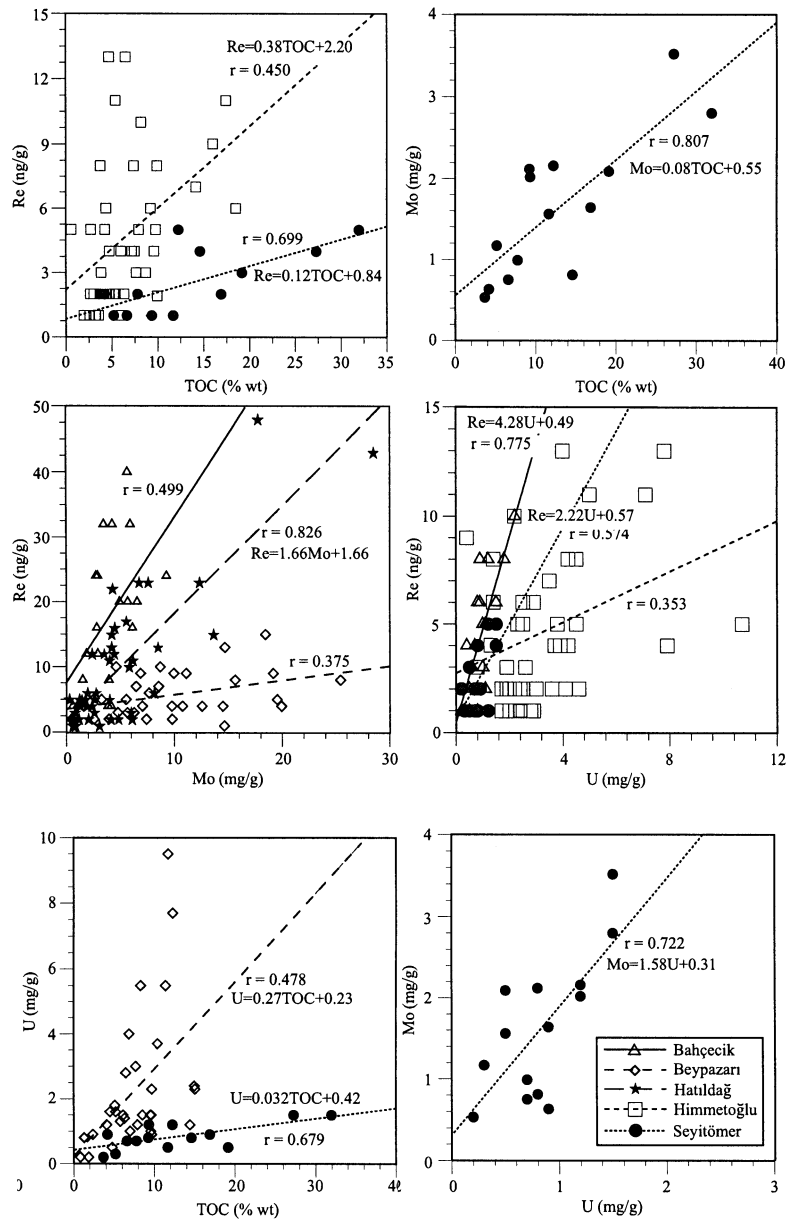 15
12
9
6
3
0
Re (ng/g)
Re=0.38TOC+2.20
r = 0.450
r = 0.699
Re=0.12TOC+0.84
0 5 10 15 20 25 30 35
TOC (% wt)
4
3
2
1
0
Mo (mg/g)
r = 0.807
Mo=0.08TOC+0.55
0 10 20 30 40
TOC (% wt)
50
40
30
20
10
0
Re (ng/g)
r = 0.499
r = 0.826
Re=1.66Mo+1.66
r = 0.375
0 10 20 30
Mo (mg/g)
15
10
5
0
Re (ng/g)
Re=4.28U+0.49
r = 0.775
Re=2.22U+0.57
r = 0.574
r = 0.353
0 4 8 12
U (mg/g)
10
8
6
4
2
0
U (mg/g)
r = 0.478
U=0.27TOC+0.23
U=0.032TOC+0.42
r = 0.679
0 10 20 30 40
TOC (% wt)
4
3
2
1
0
Mo (mg/g)
r = 0.722
Mo=1.58U+0.31
Bahçecik
Beypazarı
Hatıldağ
Himmetoğlu
Seyitömer
0 1 2 3
U (mg/g)